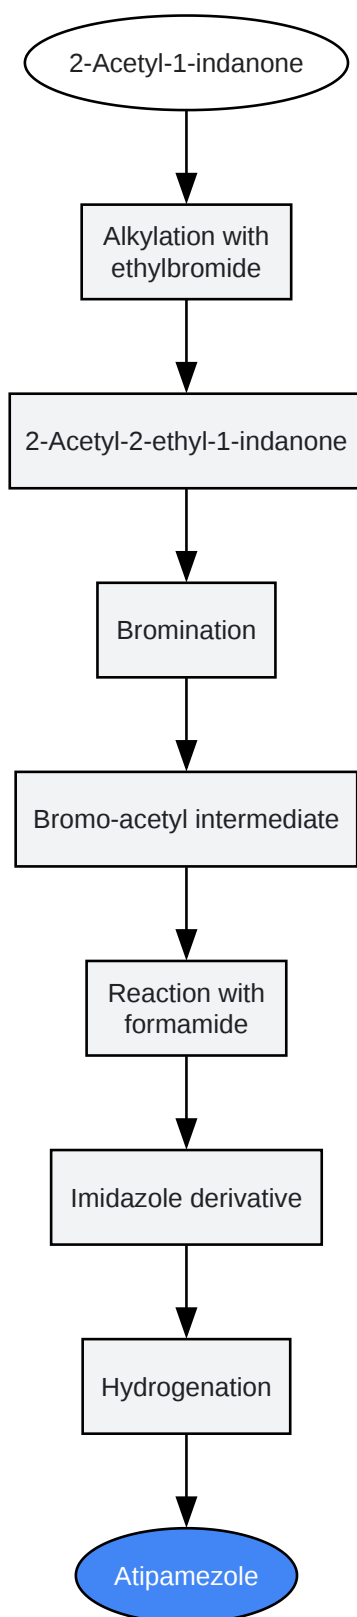 2-Acetyl-1-indanone
Alkylation with
ethylbromide
2-Acetyl-2-ethyl-1-indanone
Bromination
Bromo-acetyl intermediate
Reaction with
formamide
Imidazole derivative
Hydrogenation
Atipamezole